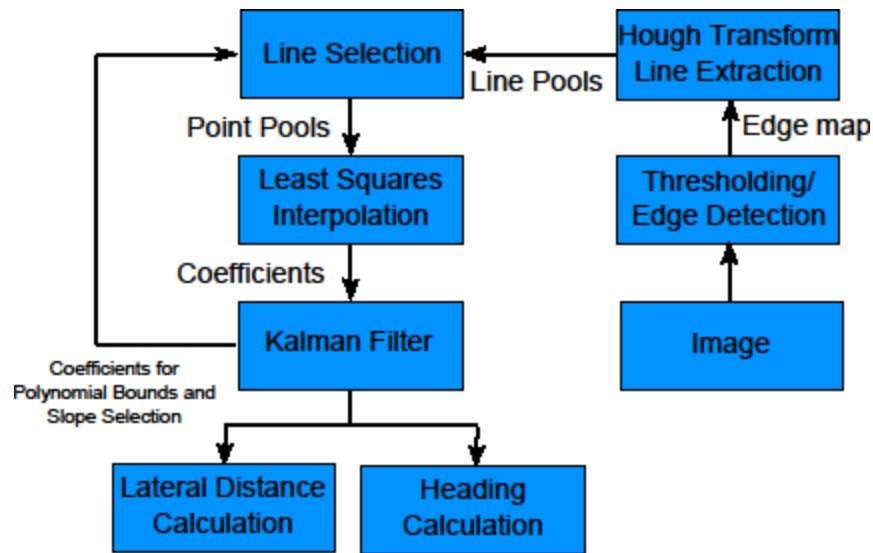 Line Selection
Hough Transform
Line Extraction
Line Pools
Point Pools
Edge map
Least Squares
Interpolation
Thresholding/
Edge Detection
Coefficients
Kalman Filter
Image
Coefficients for
Polynomial Bounds and
Slope Selection
Lateral Distance
Calculation
Heading
Calculation